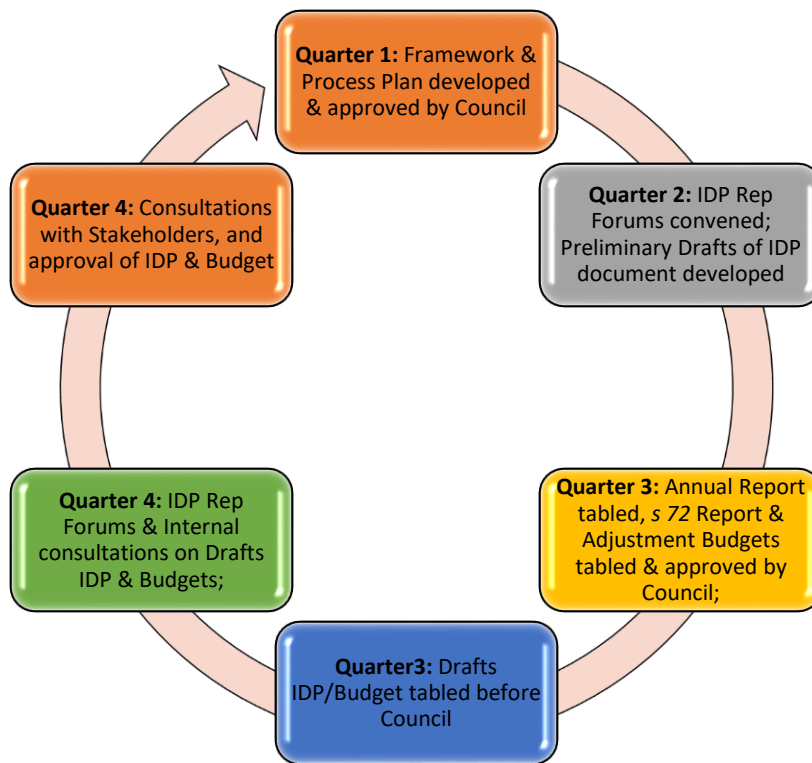 Quarter 1: Framework &
Process Plan developed
& approved by Council
Quarter 2: IDP Rep
Forums convened;
Preliminary Drafts of IDP
document developed
Quarter 3: Annual Report
tabled, s 72 Report &
Adjustment Budgets
tabled & approved by
Council;
Quarter3: Drafts
IDP/Budget tabled before
Council
Quarter 4: IDP Rep
Forums & Internal
consultations on Drafts
IDP & Budgets;
Quarter 4: Consultations
with Stakeholders, and
approval of IDP & Budget